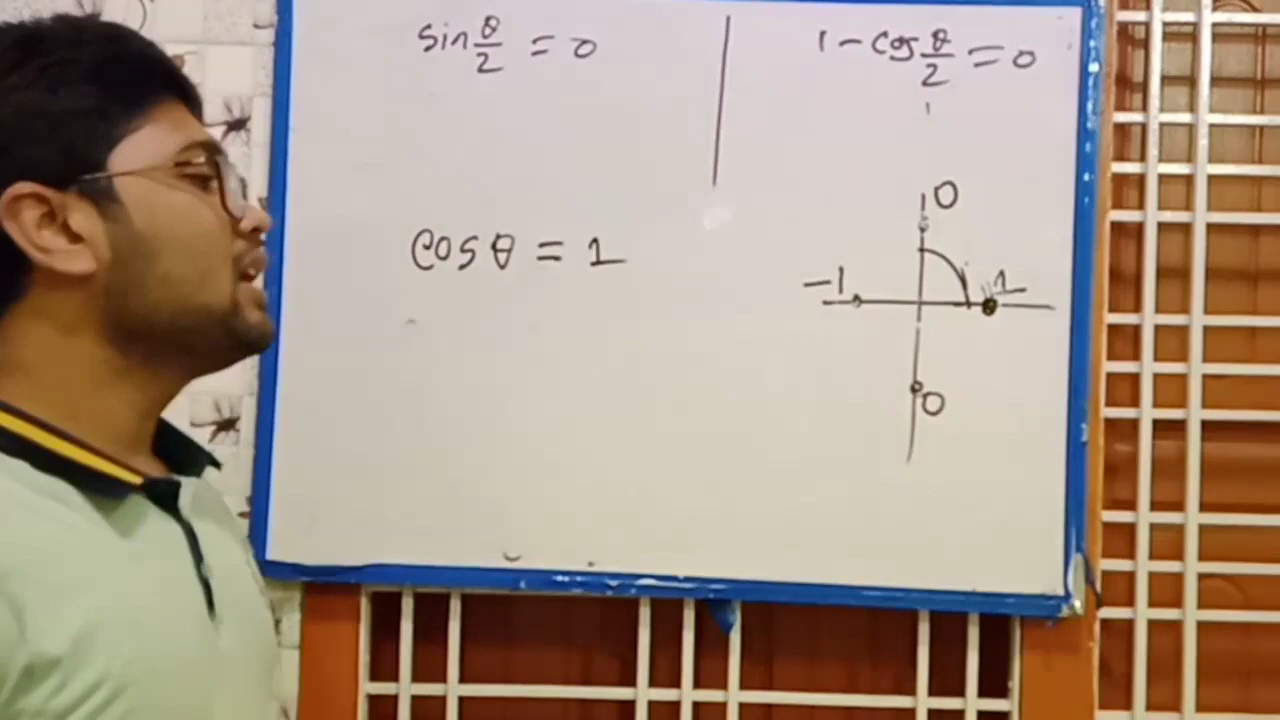 sin θ/2 = 0
1 - cos θ/2 = 0
cos θ = 1
0
-1
1
0